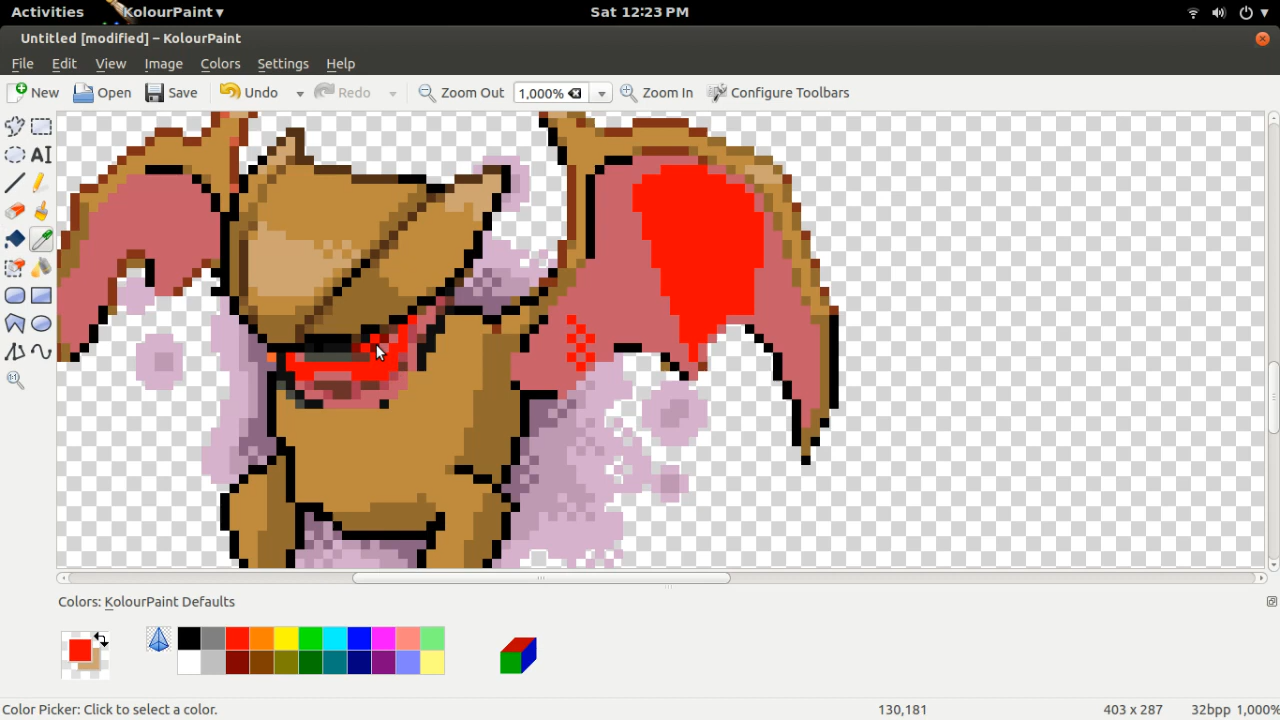 Activities KolourPaint ▾ Sat 12:23 PM
Untitled [modified] – KolourPaint
File Edit View Image Colors Settings Help
New Open Save Undo Redo Zoom Out 1,000% Zoom In Configure Toolbars
AI
Colors: KolourPaint Defaults
Color Picker: Click to select a color. 130,181 403 x 287 32bpp 1,000%